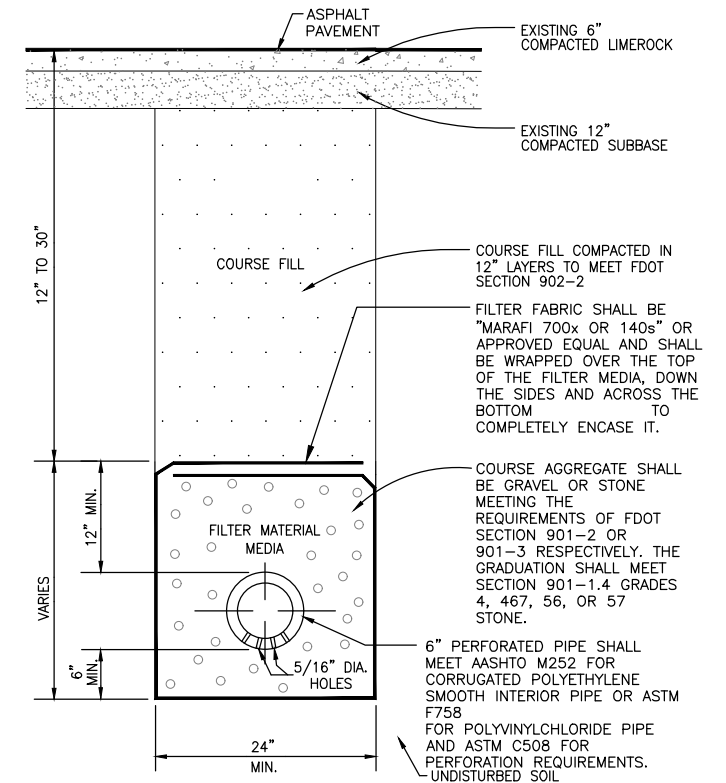 ASPHALT
PAVEMENT
EXISTING 6"
COMPACTED LIMEROCK
EXISTING 12"
COMPACTED SUBBASE
12" TO 30"
COURSE FILL
COURSE FILL COMPACTED IN
12" LAYERS TO MEET FDOT
SECTION 902-2
FILTER FABRIC SHALL BE
"MARAFI 700x OR 140s" OR
APPROVED EQUAL AND SHALL
BE WRAPPED OVER THE TOP
OF THE FILTER MEDIA, DOWN
THE SIDES AND ACROSS THE
BOTTOM TO
COMPLETELY ENCASE IT.
COURSE AGGREGATE SHALL
BE GRAVEL OR STONE
MEETING THE
REQUIREMENTS OF FDOT
SECTION 901-2 OR
901-3 RESPECTIVELY. THE
GRADUATION SHALL MEET
SECTION 901-1.4 GRADES
4, 467, 56, OR 57
STONE.
12" MIN.
FILTER MATERIAL
MEDIA
VARIES
6"
MIN.
5/16" DIA.
HOLES
6" PERFORATED PIPE SHALL
MEET AASHTO M252 FOR
CORRUGATED POLYETHYLENE
SMOOTH INTERIOR PIPE OR ASTM
F758
FOR POLYVINYLCHLORIDE PIPE
AND ASTM C508 FOR
PERFORATION REQUIREMENTS.
24"
MIN.
UNDISTURBED SOIL